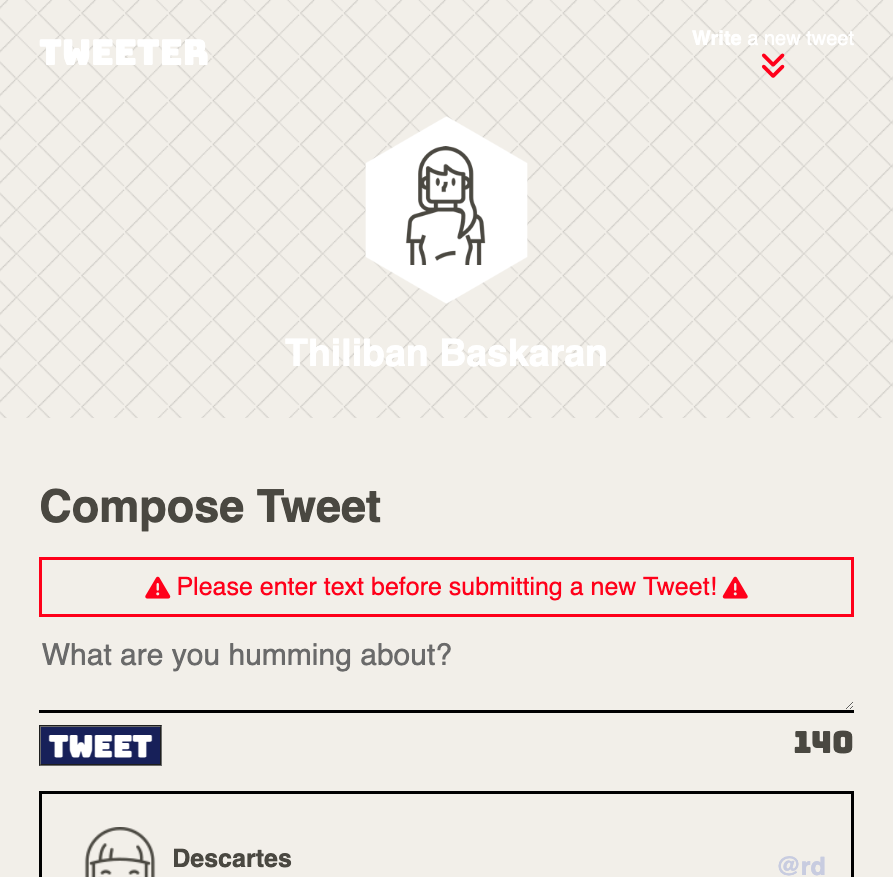 TWEETER
Write a new tweet
Thiliban Baskaran
Compose Tweet
Please enter text before submitting a new Tweet!
What are you humming about?
TWEET
140
Descartes
@rd